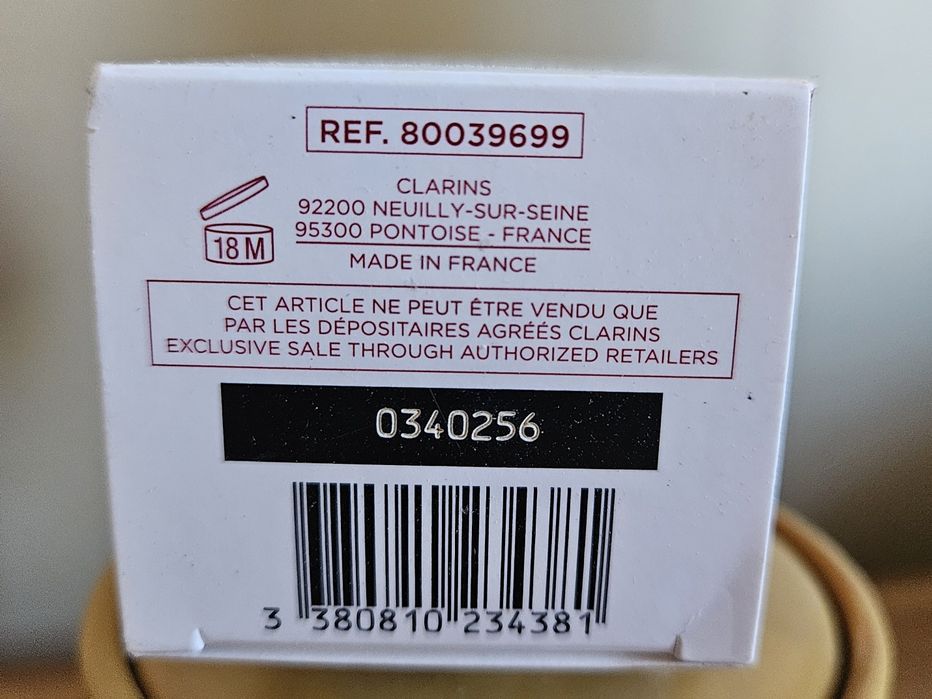 REF. 80039699
CLARINS
92200 NEUILLY-SUR-SEINE
95300 PONTOISE - FRANCE
MADE IN FRANCE
18 M
CET ARTICLE NE PEUT ÊTRE VENDU QUE
PAR LES DÉPOSITAIRES AGRÉÉS CLARINS
EXCLUSIVE SALE THROUGH AUTHORIZED RETAILERS
0340256
3 380810 234381